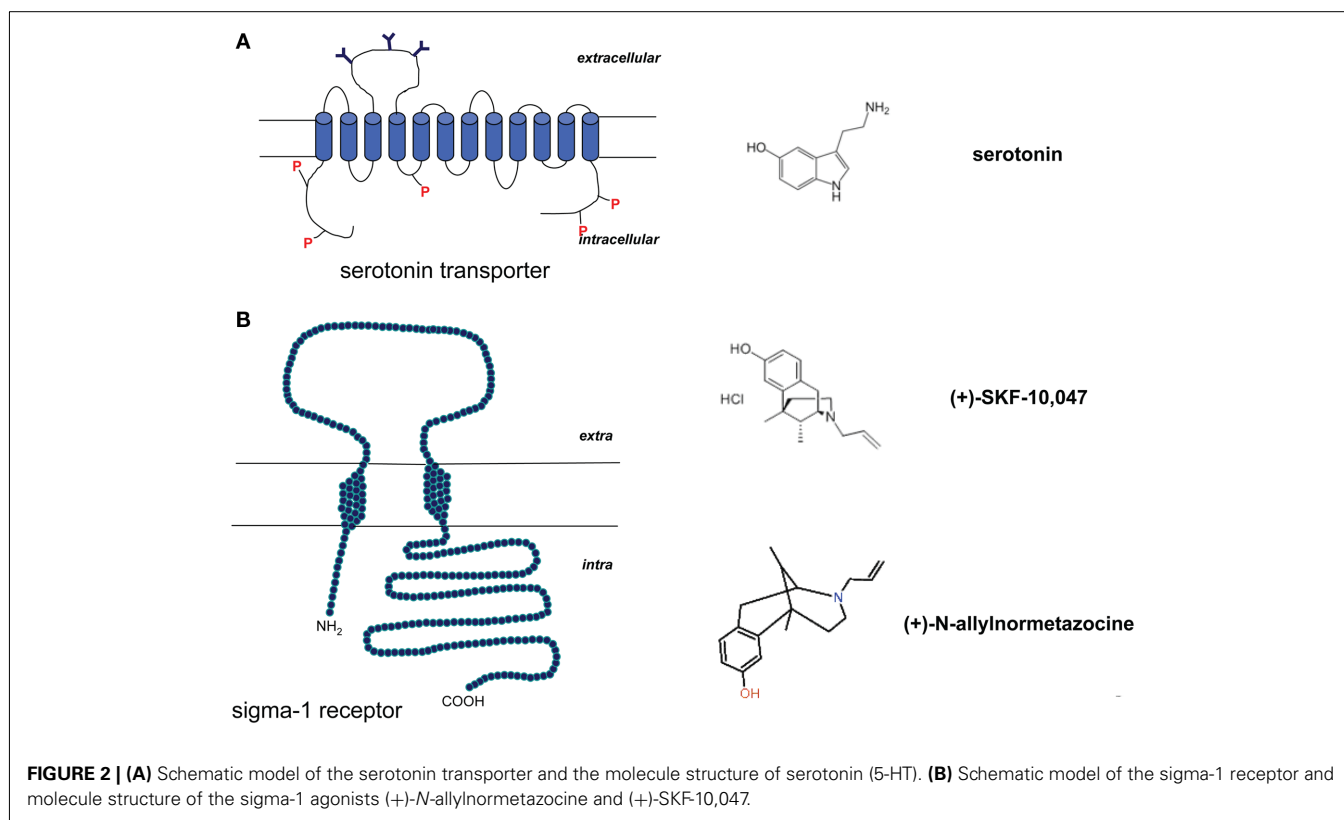 A
extracellular
NH2
HO
N
H
serotonin
P
P
P
P
P
intracellular
serotonin transporter
B
HO
HCl
N
(+)-SKF-10,047
extra
intra
N
(+)-N-allylnormetazocine
NH2
OH
COOH
sigma-1 receptor
FIGURE 2 | (A) Schematic model of the serotonin transporter and the molecule structure of serotonin (5-HT). (B) Schematic model of the sigma-1 receptor and
molecule structure of the sigma-1 agonists (+)-N-allylnormetazocine and (+)-SKF-10,047.